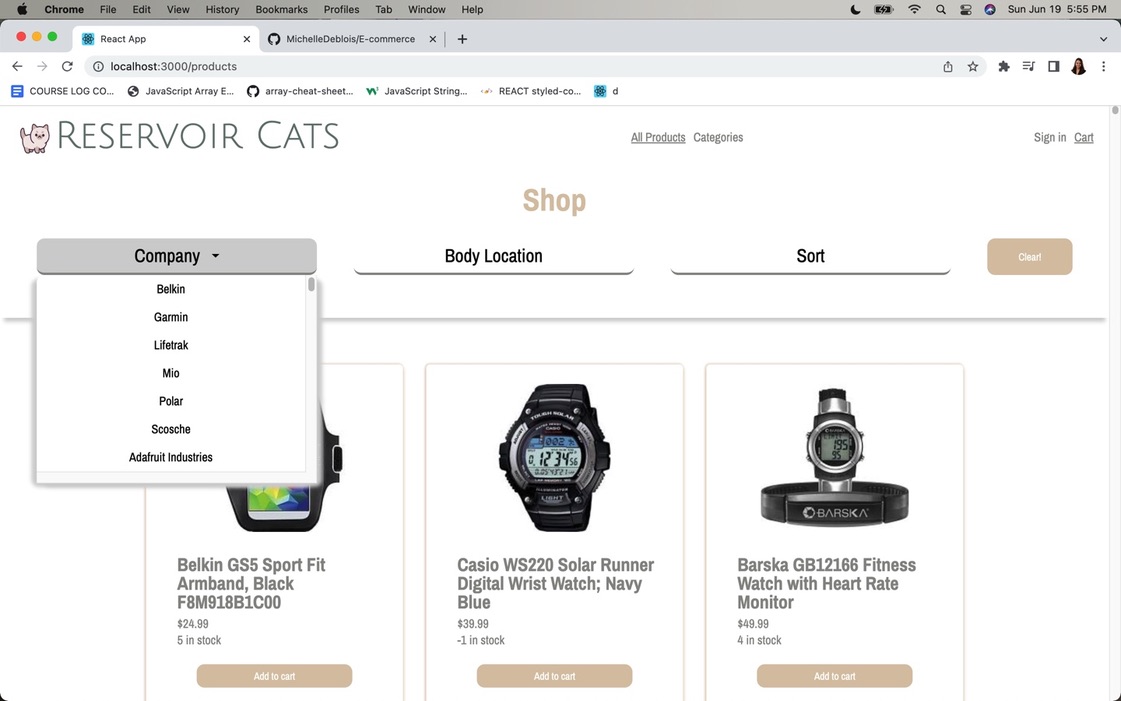 Chrome File Edit View History Bookmarks Profiles Tab Window Help Sun Jun 19 5:55 PM
React App MichelleDeblois/E-commerce
localhost:3000/products
COURSE LOG CO... JavaScript Array E... array-cheat-sheet... JavaScript String... REACT styled-co... d
RESERVOIR CATS All Products Categories Sign in Cart
Shop
Company Body Location Sort Clear!
Belkin
Garmin
Lifetrak
Mio
Polar
Scosche
Adafruit Industries
TOUGH SOLAR
CASIO
ILLUMINATOR
LIGHT
BARSKA
195
95
BARSKA
Belkin GS5 Sport Fit
Armband, Black
F8M918B1C00
$24.99
5 in stock
Add to cart
Casio WS220 Solar Runner
Digital Wrist Watch; Navy
Blue
$39.99
-1 in stock
Add to cart
Barska GB12166 Fitness
Watch with Heart Rate
Monitor
$49.99
4 in stock
Add to cart